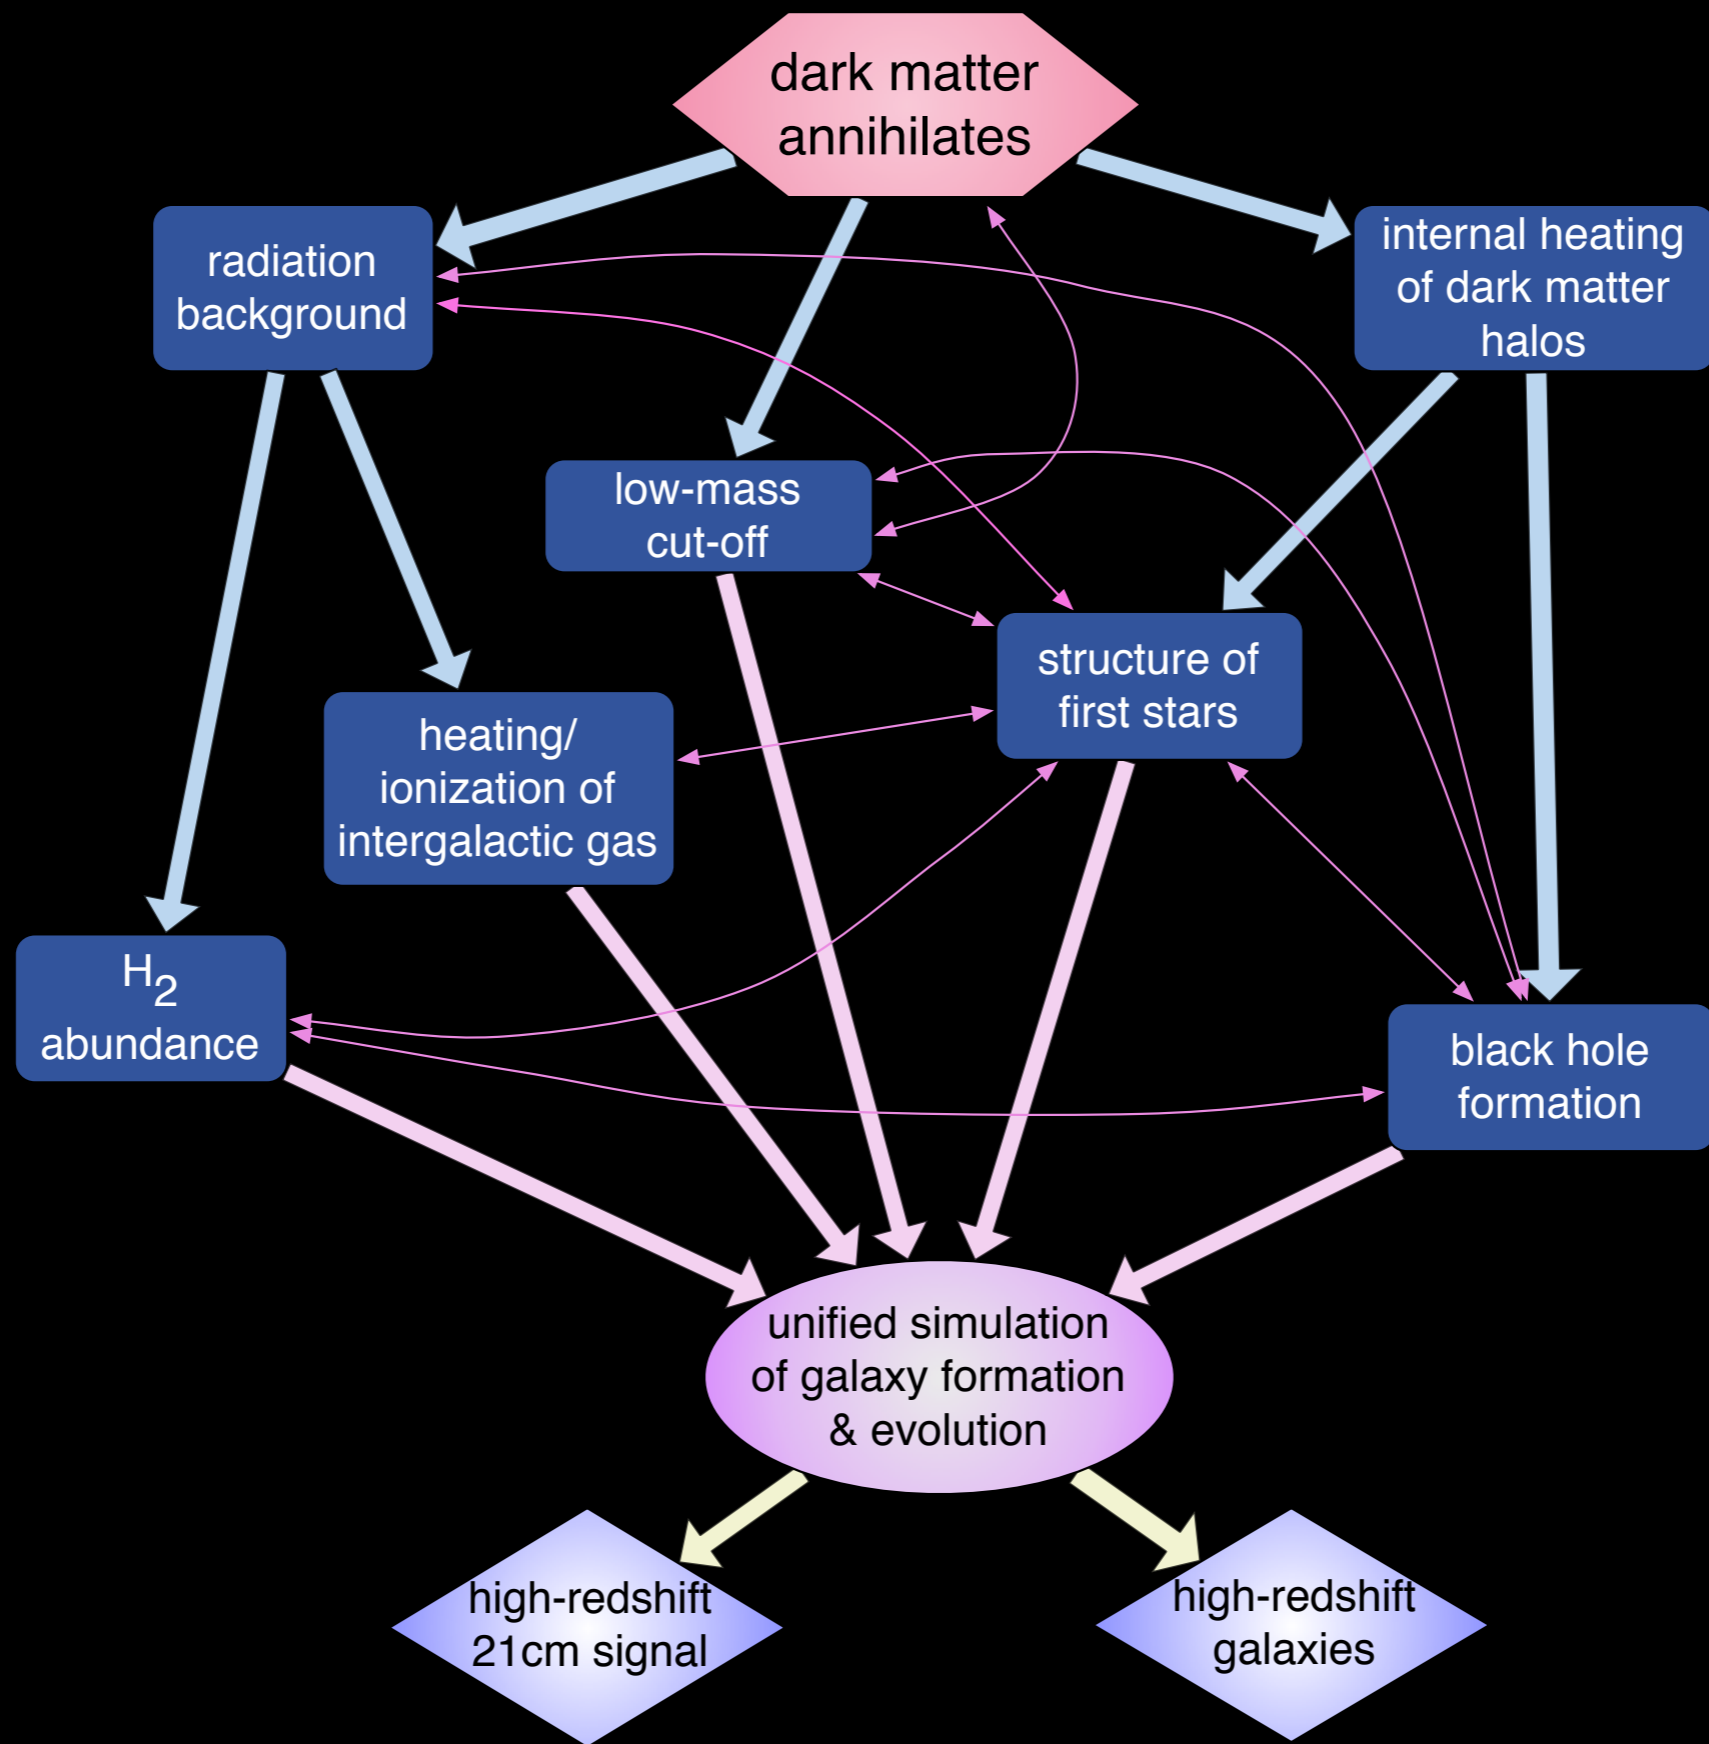 dark matter
annihilates
radiation
background
internal heating
of dark matter
halos
low-mass
cut-off
structure of
first stars
heating/
ionization of
intergalactic gas
H2
abundance
black hole
formation
unified simulation
of galaxy formation
& evolution
high-redshift
21cm signal
high-redshift
galaxies